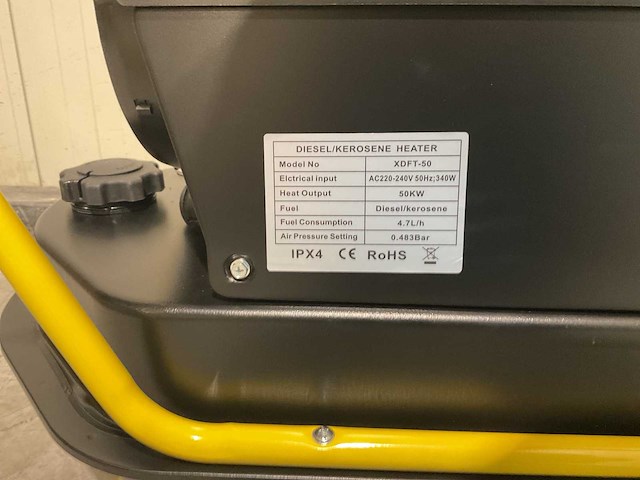 DIESEL/KEROSENE HEATER
Model No XDFT-50
Elctrical input AC220-240V 50Hz;340W
Heat Output 50KW
Fuel Diesel/kerosene
Fuel Consumption 4.7L/h
Air Pressure Setting 0.483Bar
IPX4 CE RoHS